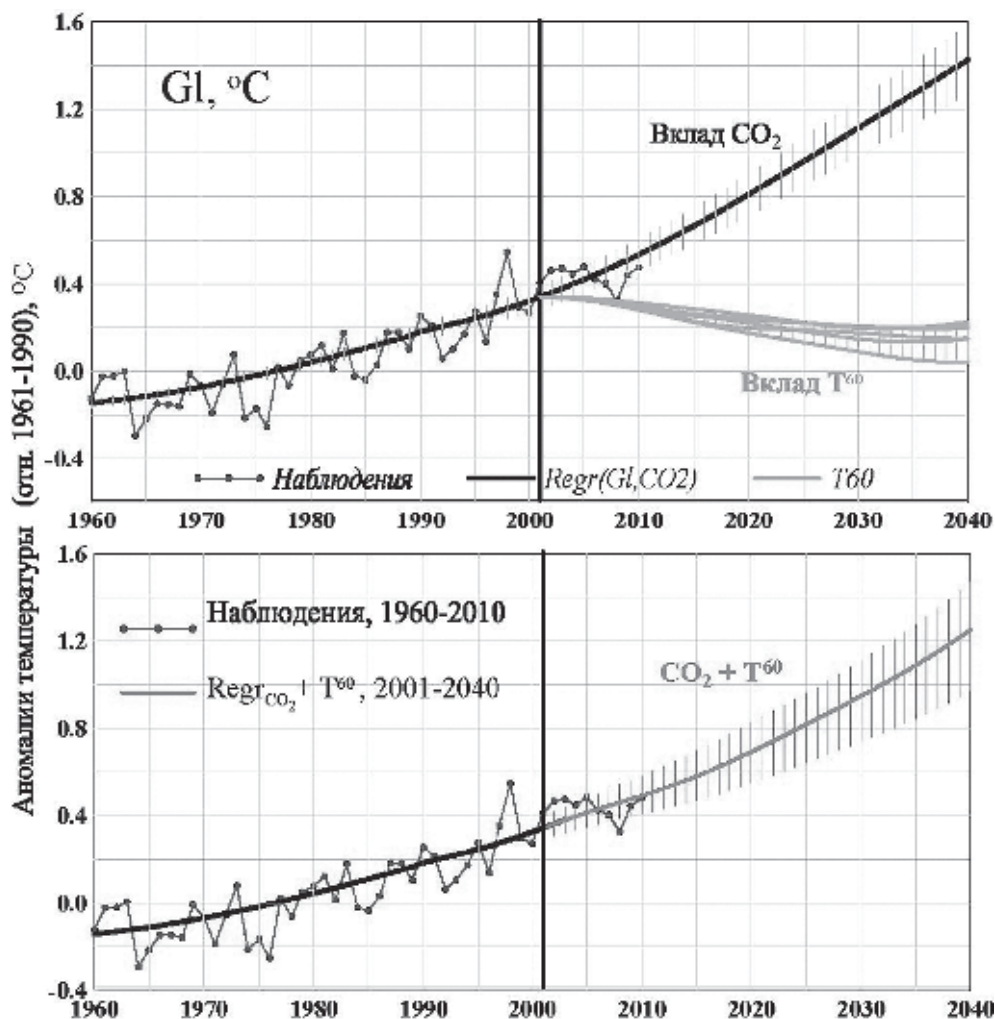 Аномалии температуры (отн. 1961-1990), °C
1.6
Gl, °C
1.2
Вклад CO₂
0.8
0.4
0.0
Вклад T⁶⁰
-0.4
Наблюдения Regr(Gl,CO2) T60
1960 1970 1980 1990 2000 2010 2020 2030 2040
1.6
Наблюдения, 1960-2010
1.2
CO₂ + T⁶⁰
Regr_CO₂ + T⁶⁰, 2001-2040
0.8
0.4
0.0
-0.4
1960 1970 1980 1990 2000 2010 2020 2030 2040